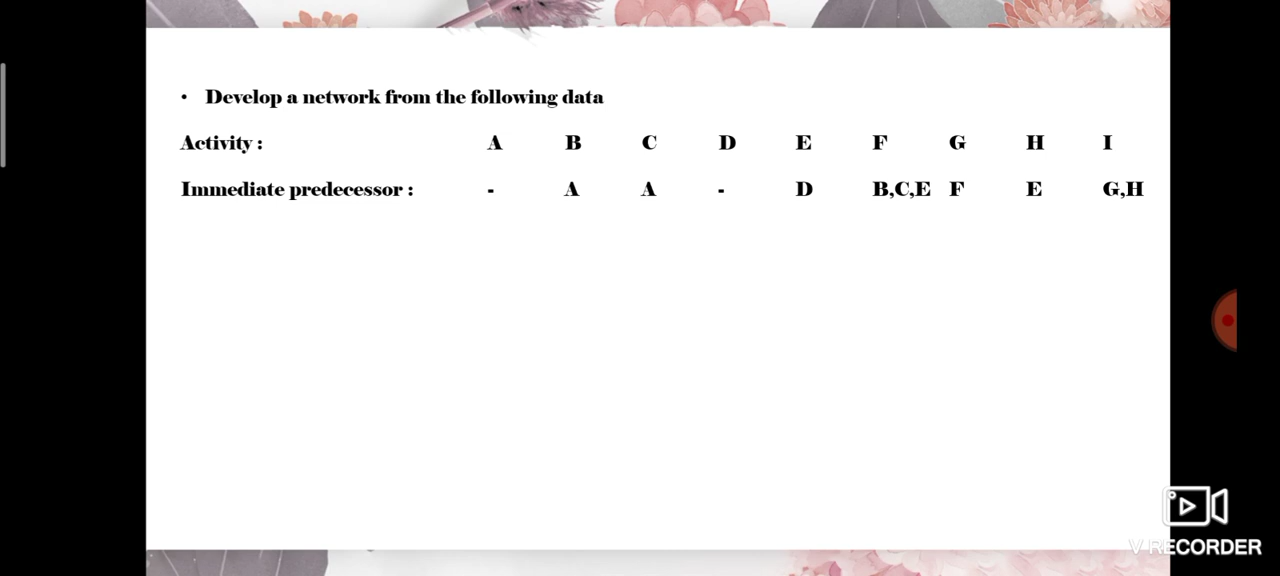 • Develop a network from the following data
Activity : A B C D E F G H I
Immediate predecessor : - A A - D B,C,E F E G,H
V RECORDER